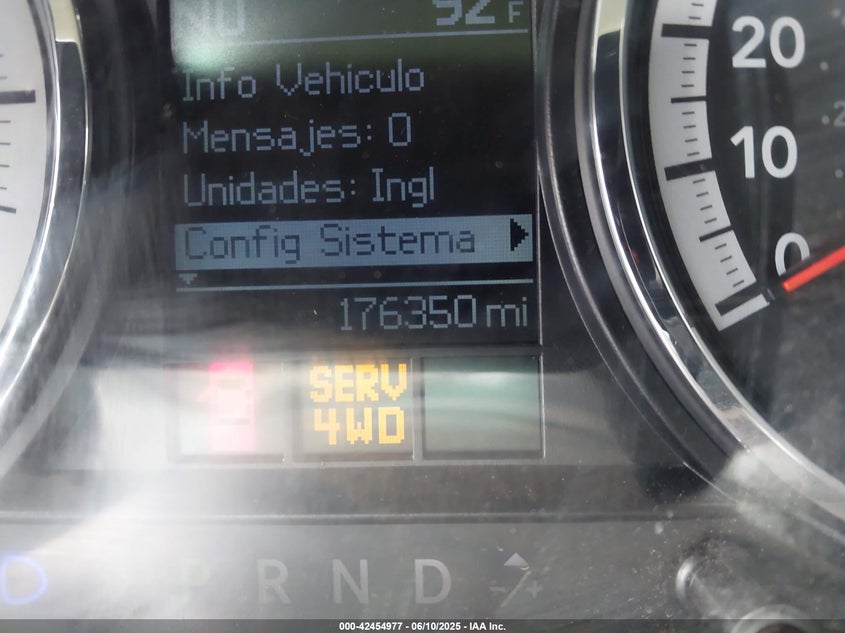 92 F
20
Info Vehiculo
Mensajes: 0
10
Unidades: Ingl
Config Sistema
0
176350 mi
SERV
4WD
P R N D -/+
000-42454977 - 06/10/2025 - IAA Inc.